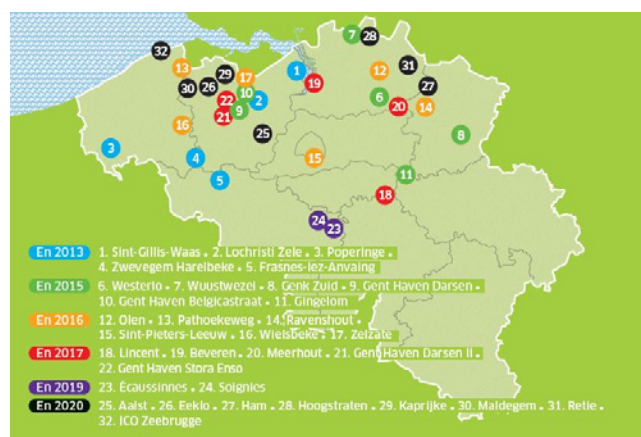 32
7
28
13
29
17
1
12
31
30
26
10
19
27
22
2
6
20
14
9
21
16
25
8
3
4
15
5
11
18
24
23
En 2013 1. Sint-Gillis-Waas • 2. Lochristi Zele • 3. Poperinge •
4. Zwevegem Harelbeke • 5. Frasnes-lez-Anvaing
En 2015 6. Westerlo • 7. Wuustwezel • 8. Genk Zuid • 9. Gent Haven Darsen •
10. Gent Haven Belgicastraat • 11. Gingelom
En 2016 12. Olen • 13. Pathoekeweg • 14. Ravenshout •
15. Sint-Pieters-Leeuw • 16. Wielsbeke • 17. Zelzate
En 2017 18. Lincent • 19. Beveren • 20. Meerhout • 21. Gent Haven Darsen II •
22. Gent Haven Stora Enso
En 2019 23. Écaussinnes • 24. Soignies
En 2020 25. Aalst • 26. Eeklo • 27. Ham • 28. Hoogstraten • 29. Kaprijke • 30. Maldegem • 31. Retie •
32. ICO Zeebrugge